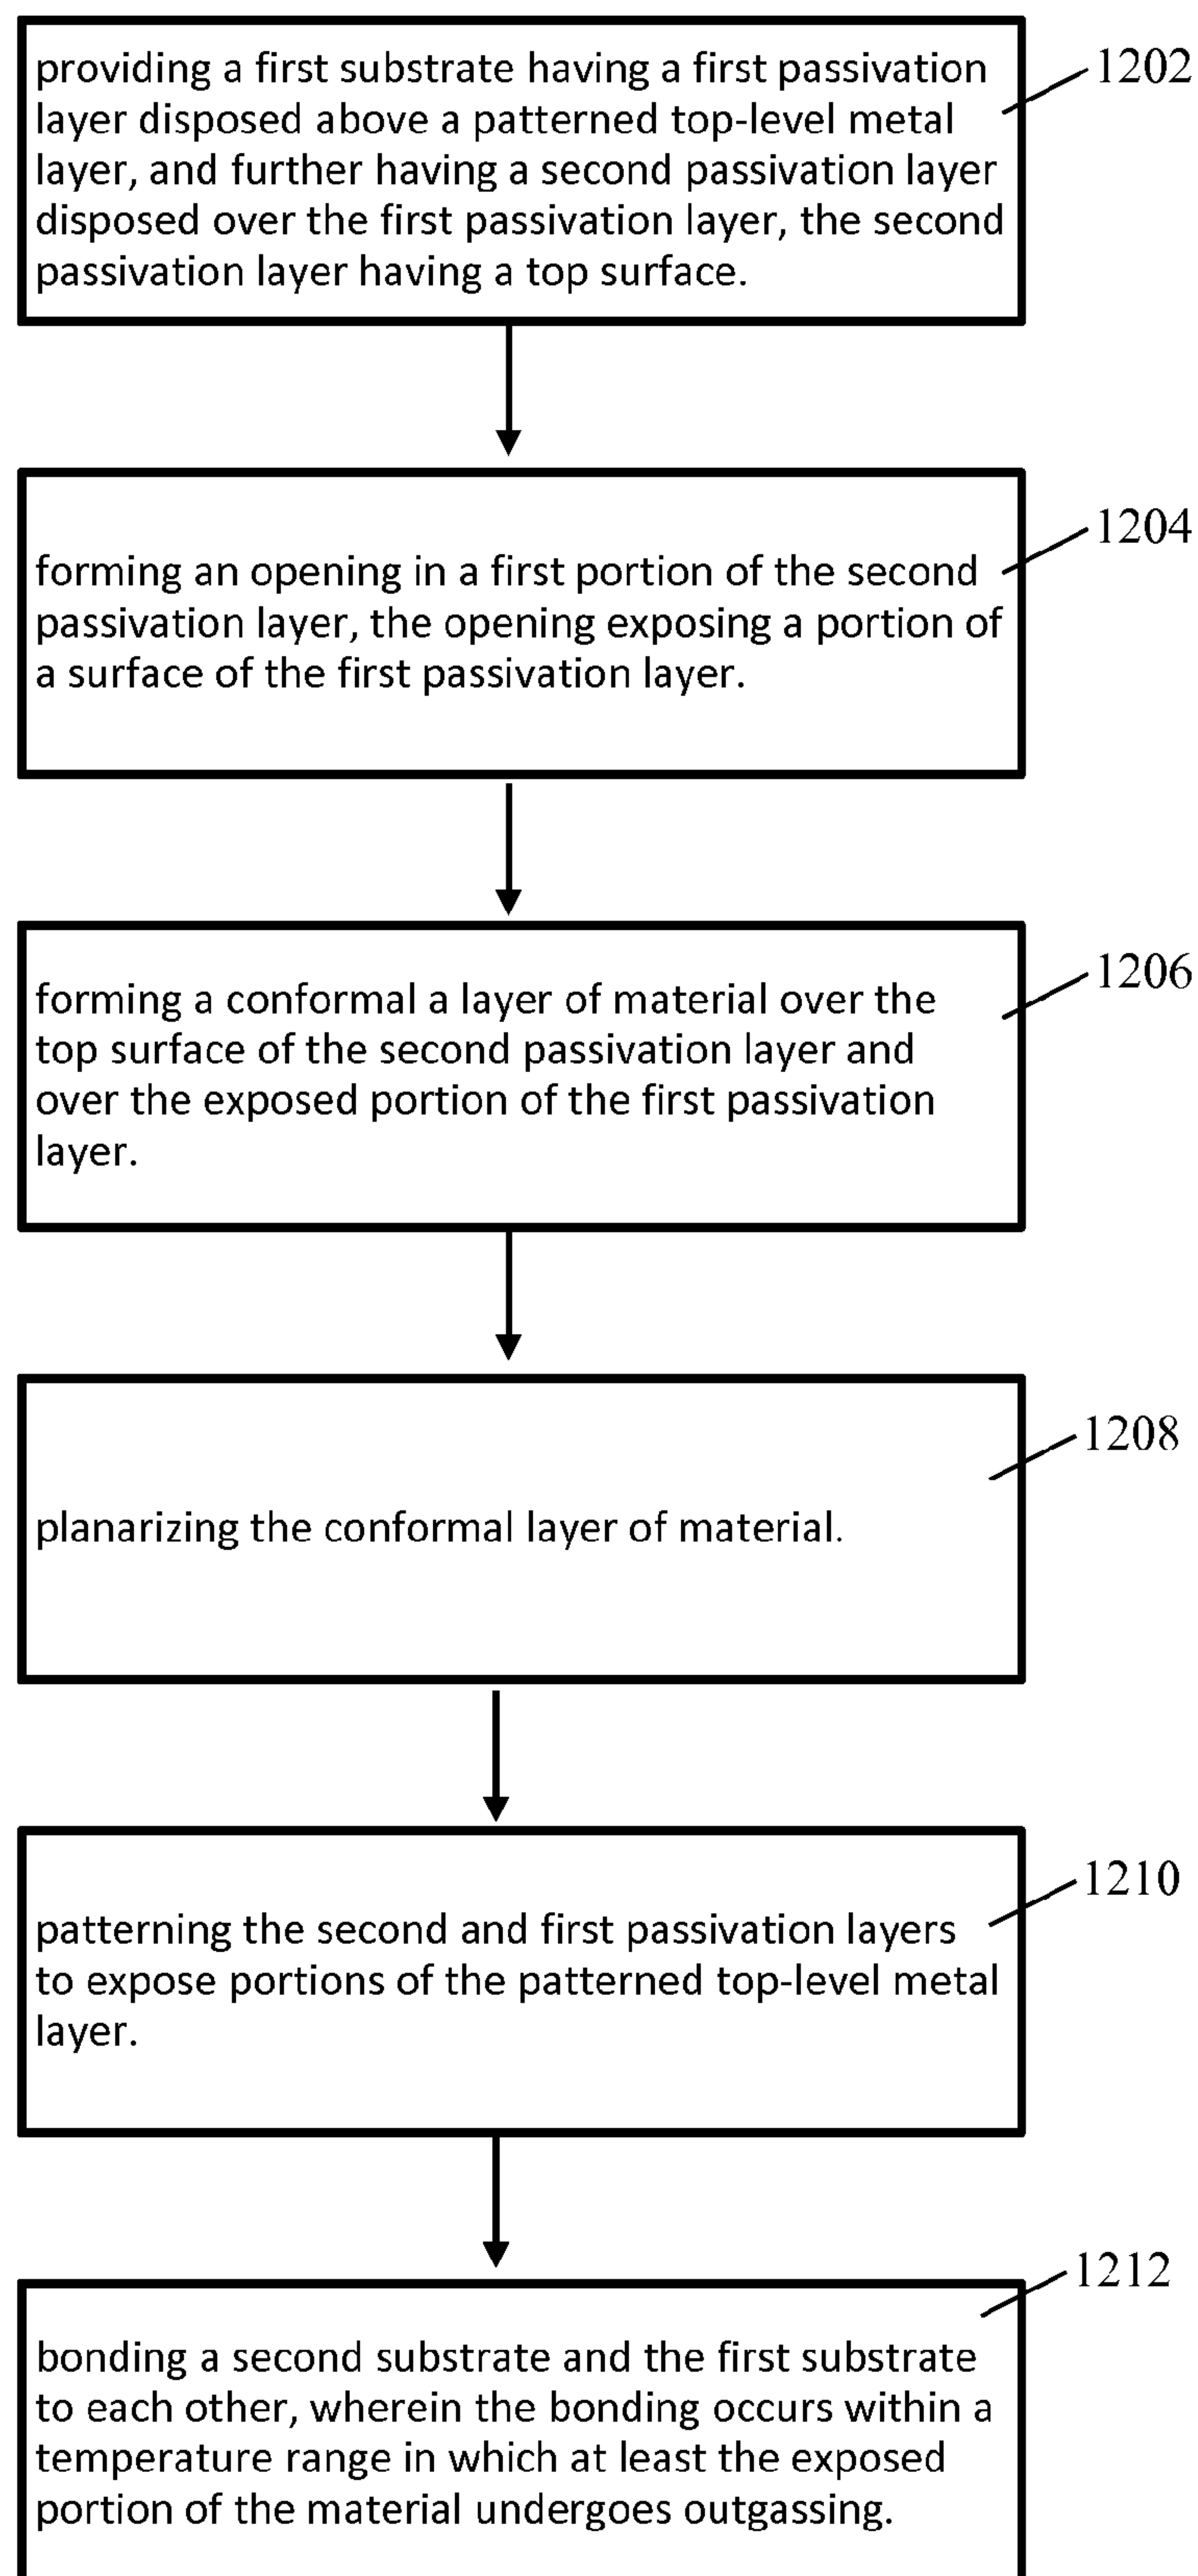 providing a first substrate having a first passivation
layer disposed above a patterned top-level metal
layer, and further having a second passivation layer
disposed over the first passivation layer, the second
passivation layer having a top surface.
1202
forming an opening in a first portion of the second
passivation layer, the opening exposing a portion of
a surface of the first passivation layer.
1204
forming a conformal a layer of material over the
top surface of the second passivation layer and
over the exposed portion of the first passivation
layer.
1206
planarizing the conformal layer of material.
1208
patterning the second and first passivation layers
to expose portions of the patterned top-level metal
layer.
1210
bonding a second substrate and the first substrate
to each other, wherein the bonding occurs within a
temperature range in which at least the exposed
portion of the material undergoes outgassing.
1212